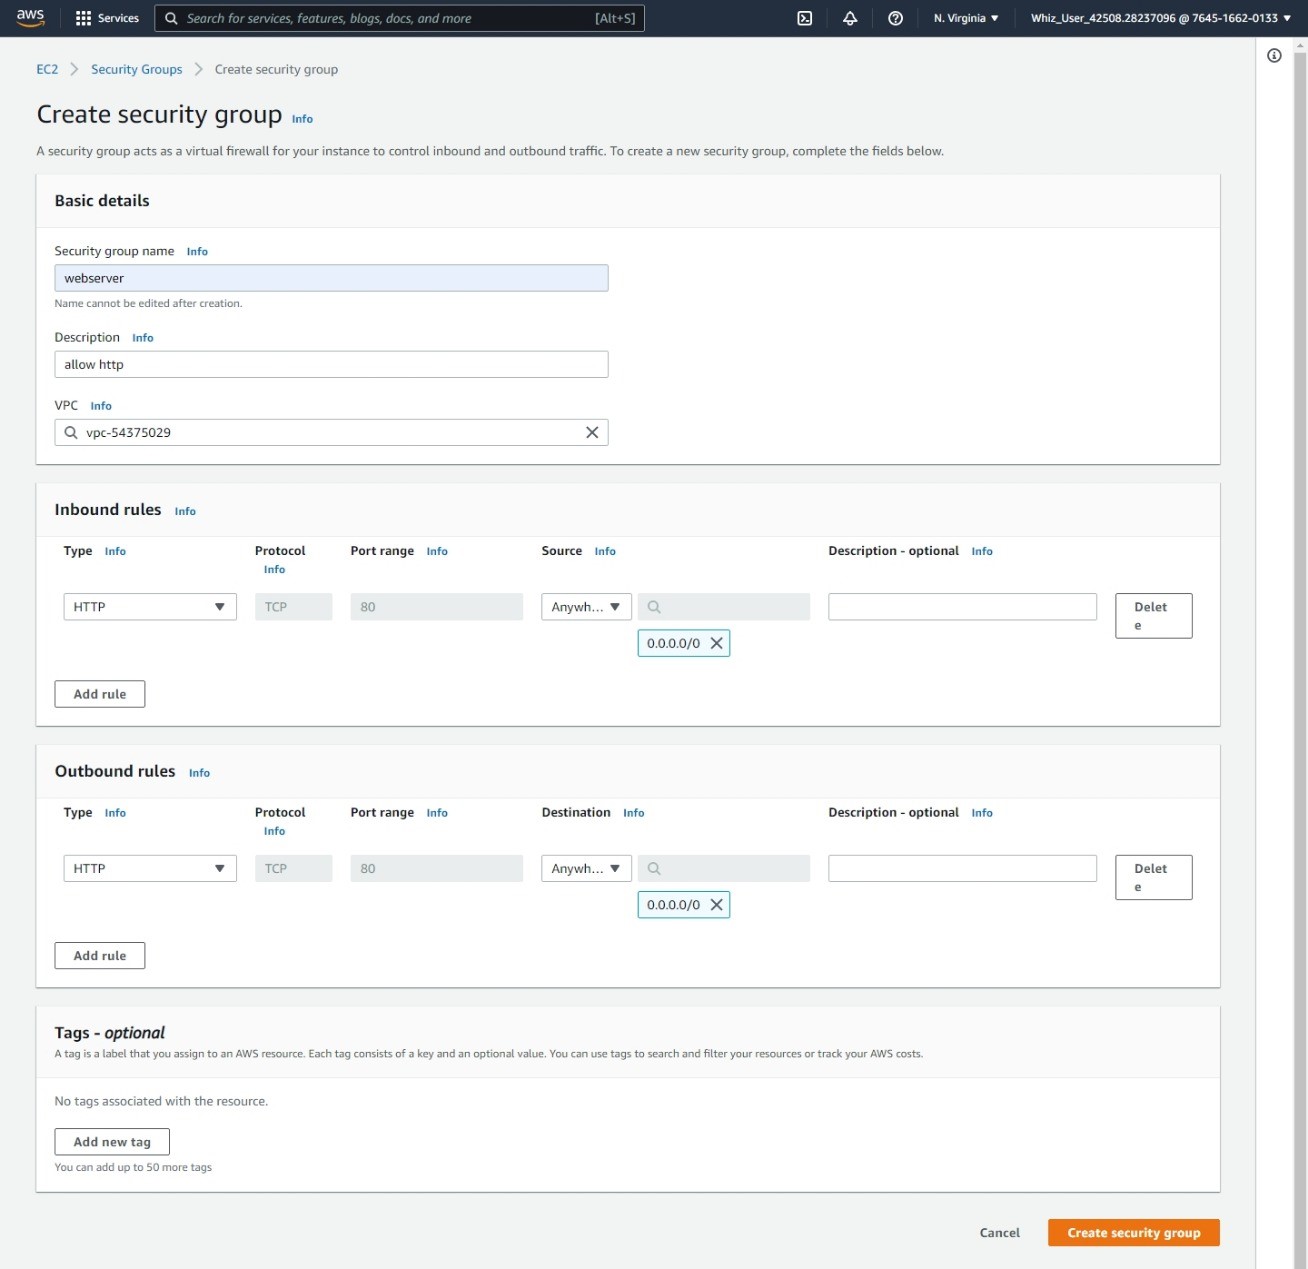 aws Services Search for services, features, blogs, docs, and more [Alt+S] N. Virginia Whiz_User_42508.28237096 @ 7645-1662-0133
EC2 Security Groups Create security group
Create security group Info
A security group acts as a virtual firewall for your instance to control inbound and outbound traffic. To create a new security group, complete the fields below.
Basic details
Security group name Info
webserver
Name cannot be edited after creation.
Description Info
allow http
VPC Info
vpc-54375029
Inbound rules Info
Type Info Protocol Port range Info Source Info Description - optional Info
Info
HTTP TCP 80 Anywh... Delet
e
0.0.0.0/0
Add rule
Outbound rules Info
Type Info Protocol Port range Info Destination Info Description - optional Info
Info
HTTP TCP 80 Anywh... Delet
e
0.0.0.0/0
Add rule
Tags - optional
A tag is a label that you assign to an AWS resource. Each tag consists of a key and an optional value. You can use tags to search and filter your resources or track your AWS costs.
No tags associated with the resource.
Add new tag
You can add up to 50 more tags
Cancel Create security group